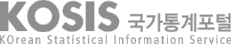 KOSIS 국가통계포털
KOrean Statistical Information Service